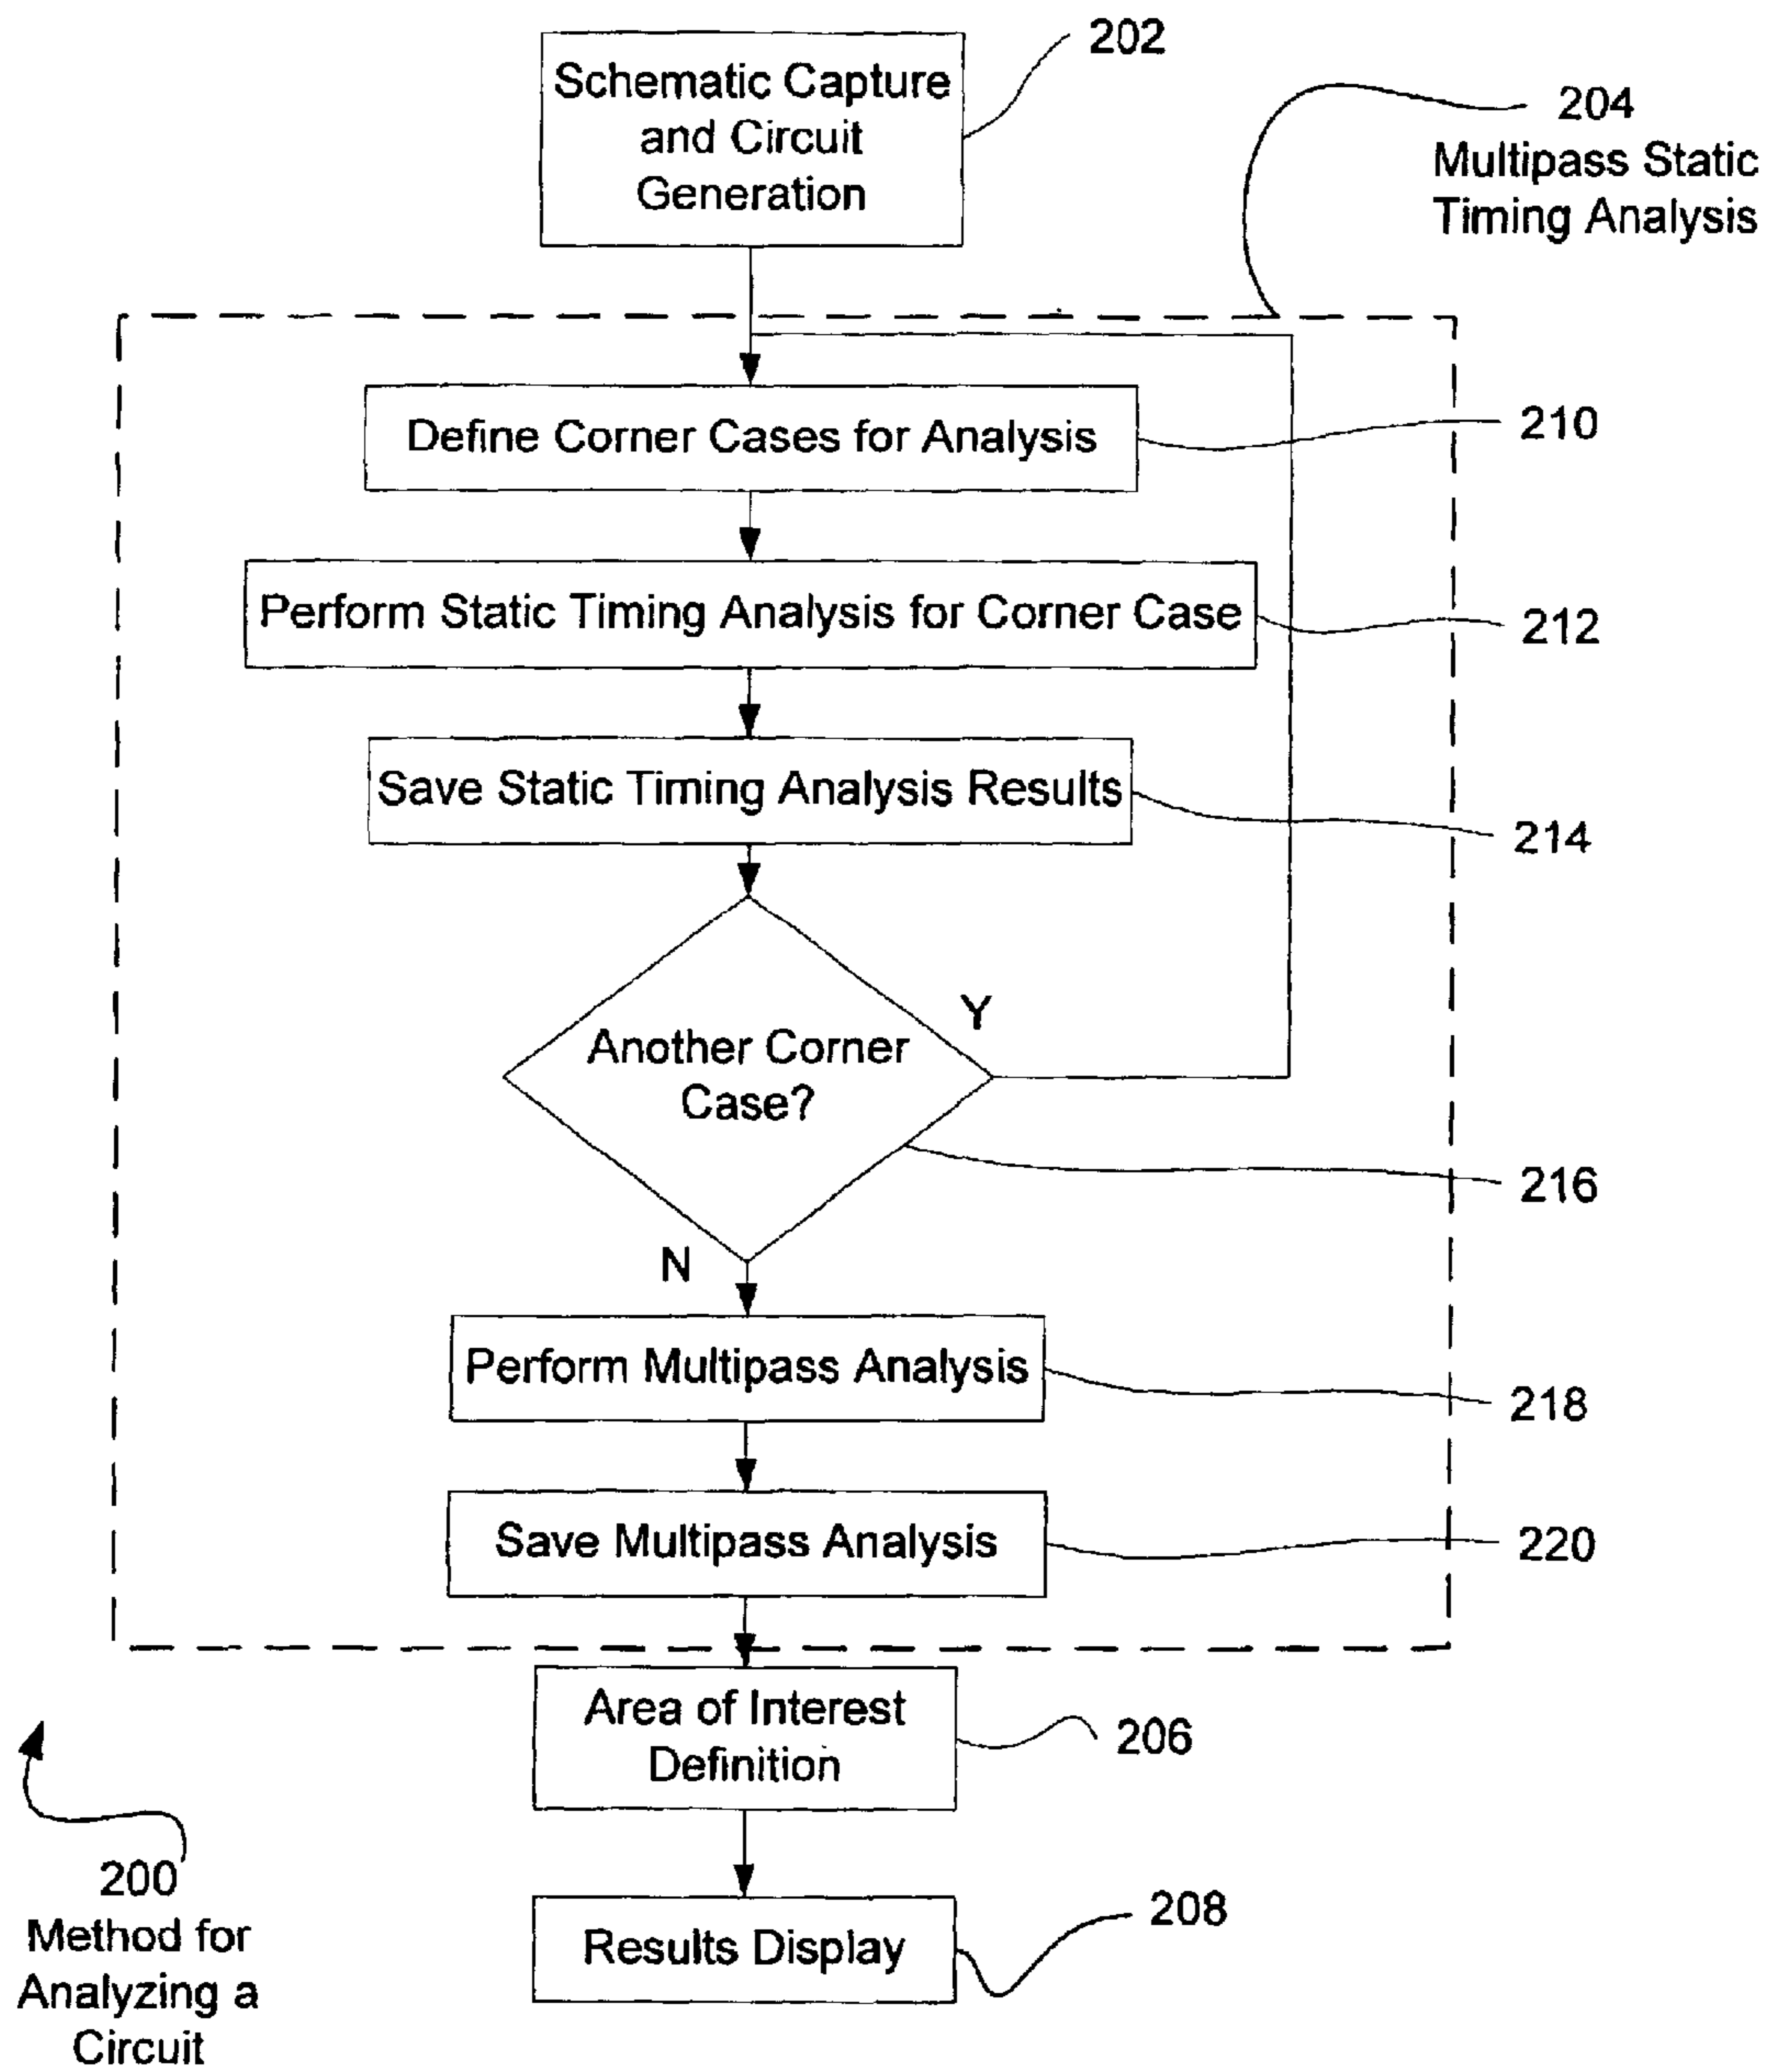 202
Schematic Capture
and Circuit
Generation
204
Multipass Static
Timing Analysis
Define Corner Cases for Analysis
210
Perform Static Timing Analysis for Corner Case
212
Save Static Timing Analysis Results
214
Y
Another Corner
Case?
216
N
Perform Multipass Analysis
218
Save Multipass Analysis
220
Area of Interest
Definition
206
200
Method for
Analyzing a
Circuit
Results Display
208